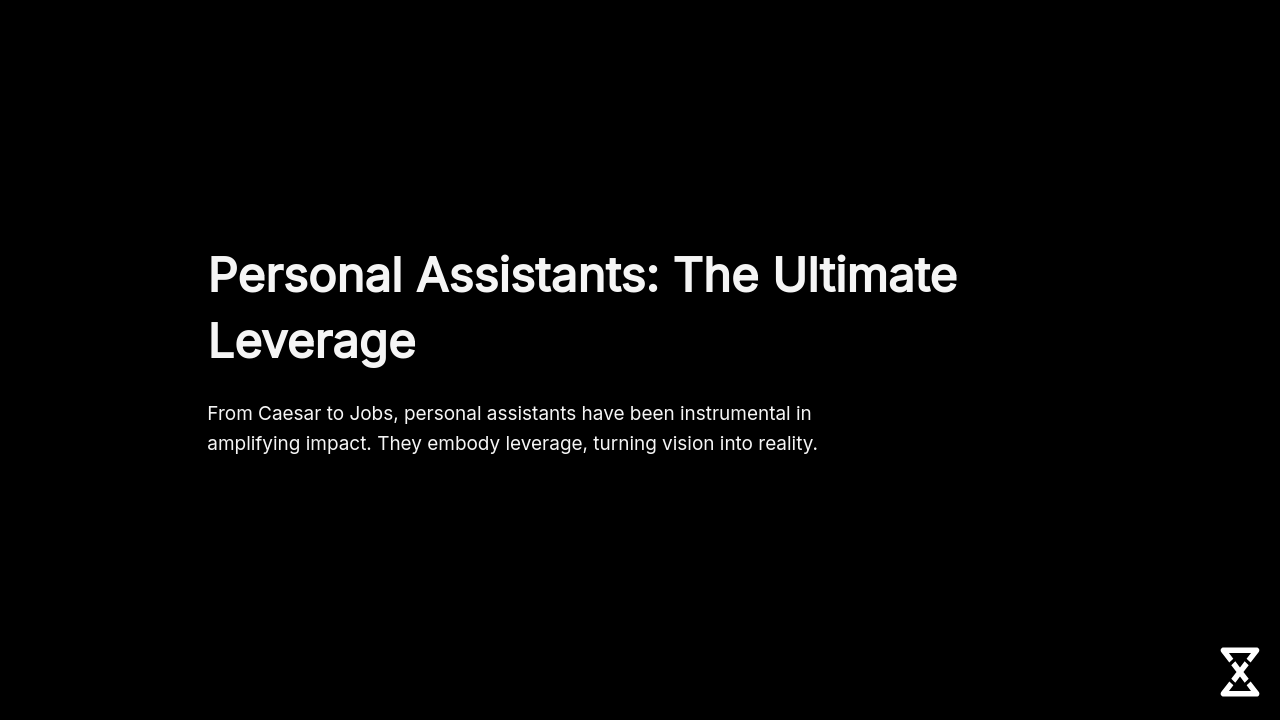 Personal Assistants: The Ultimate
Leverage
From Caesar to Jobs, personal assistants have been instrumental in
amplifying impact. They embody leverage, turning vision into reality.